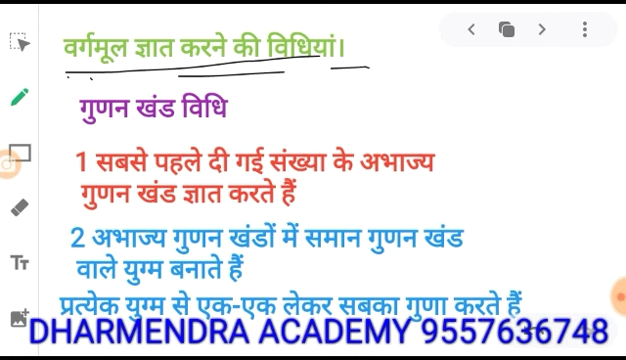 वर्गमूल ज्ञात करने की विधियां।
गुणन खंड विधि
1 सबसे पहले दी गई संख्या के अभाज्य
गुणन खंड ज्ञात करते हैं
2 अभाज्य गुणन खंडों में समान गुणन खंड
वाले युग्म बनाते हैं
प्रत्येक युग्म से एक-एक लेकर सबका गुणा करते हैं
DHARMENDRA ACADEMY 9557636748
TT